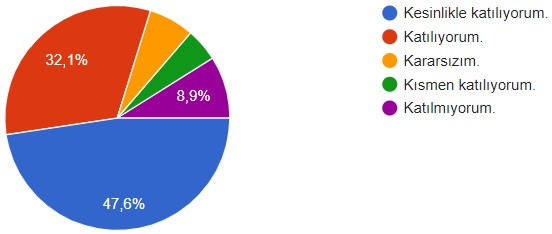 32,1%
8,9%
47,6%
Kesinlikle katılıyorum.
Katılıyorum.
Kararsızım.
Kısmen katılıyorum.
Katılmıyorum.